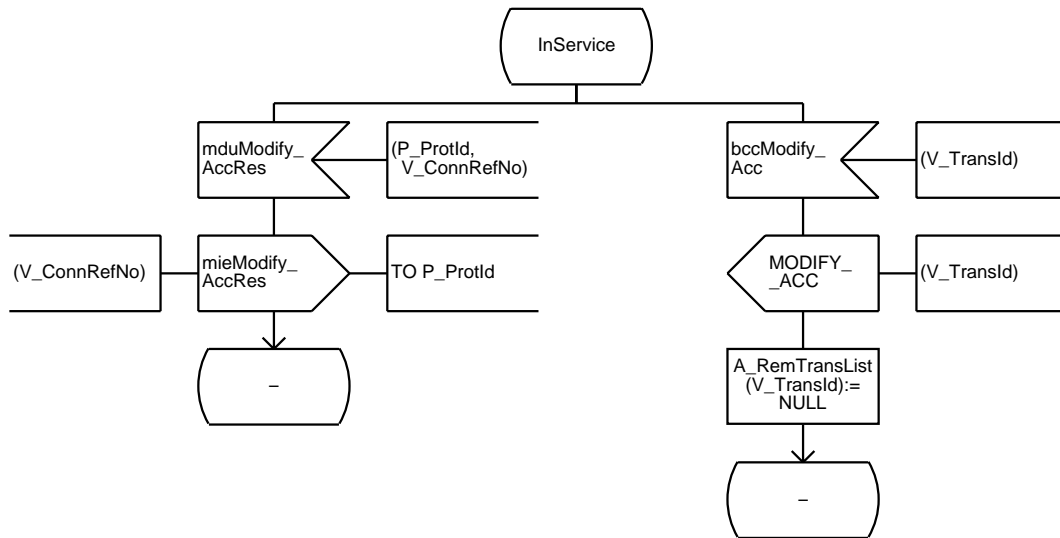 InService
mduModify_
AccRes
(P_ProtId,
V_ConnRefNo)
bccModify_
Acc
(V_TransId)
(V_ConnRefNo)
mieModify_
AccRes
TO P_ProtId
MODIFY_
_ACC
(V_TransId)
–
A_RemTransList
(V_TransId):=
NULL
–